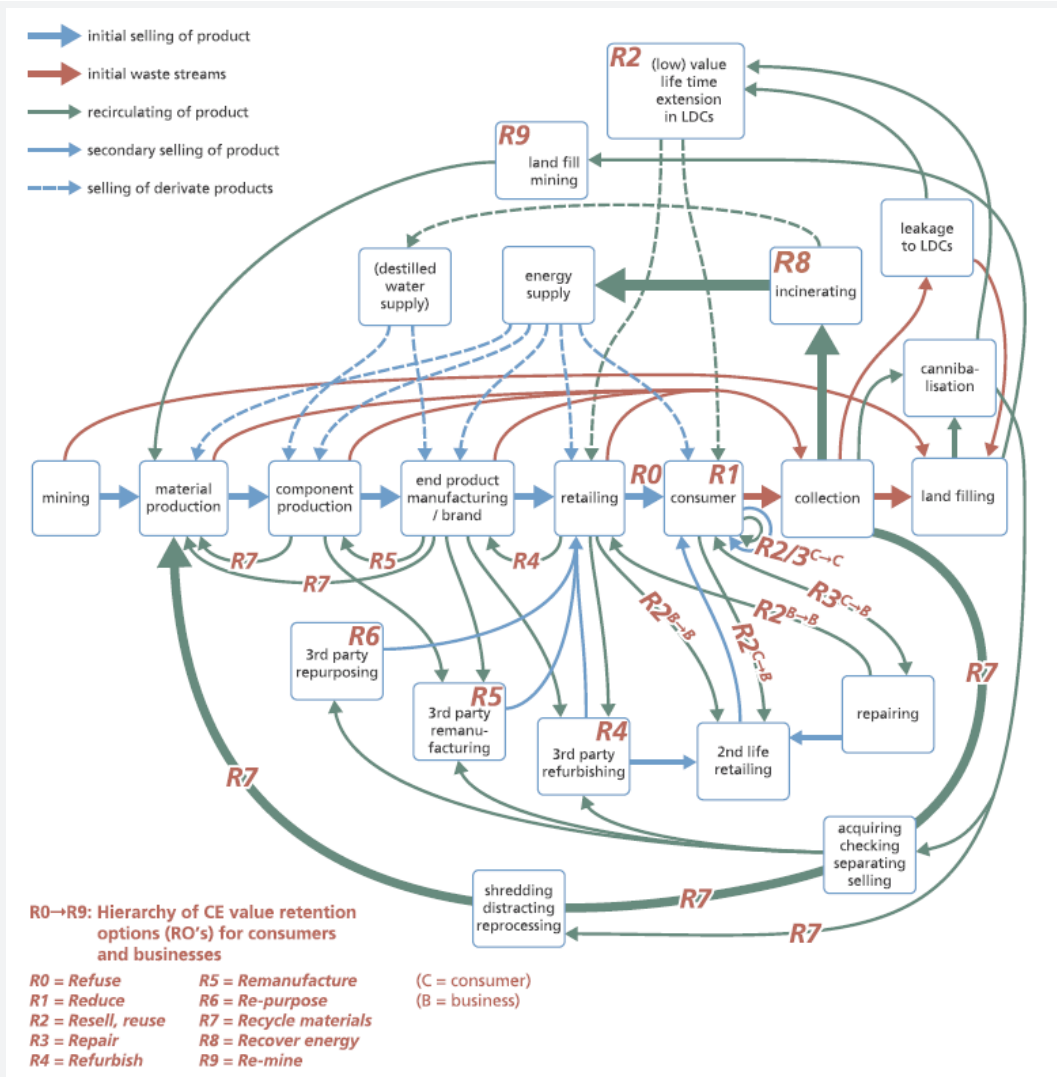 initial selling of product
initial waste streams
recirculating of product
secondary selling of product
selling of derivate products
R2
(low) value
life time
extension
in LDCs
R9
land fill
mining
leakage
to LDCs
(destilled
water
supply)
energy
supply
R8
incinerating
canniba-
lisation
mining
material
production
component
production
end product
manufacturing
/ brand
retailing
R0
R1
consumer
collection
land filling
R7
R5
R7
R4
R2/3C→C
R2B→B
R2C→B
R2B→B
R3C→B
R6
3rd party
repurposing
R5
3rd party
remanu-
facturing
R4
3rd party
refurbishing
2nd life
retailing
repairing
R7
R7
acquiring
checking
separating
selling
shredding
distracting
reprocessing
R7
R7
R0→R9: Hierarchy of CE value retention
options (RO's) for consumers
and businesses
R0 = Refuse
R1 = Reduce
R2 = Resell, reuse
R3 = Repair
R4 = Refurbish
R5 = Remanufacture
R6 = Re-purpose
R7 = Recycle materials
R8 = Recover energy
R9 = Re-mine
(C = consumer)
(B = business)